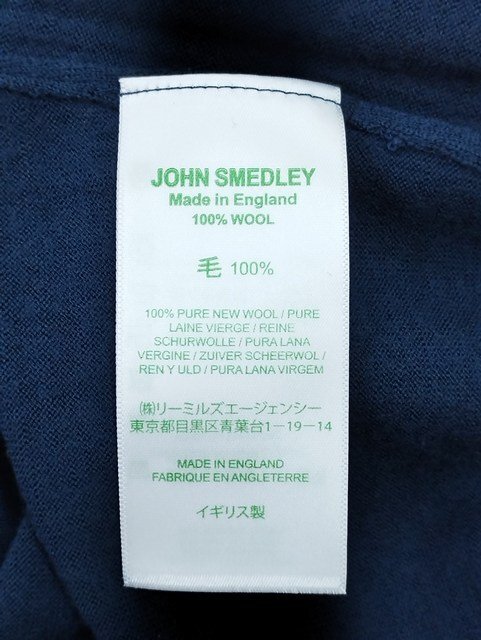 JOHN SMEDLEY
Made in England
100% WOOL
毛 100%
100% PURE NEW WOOL / PURE
LAINE VIERGE / REINE
SCHURWOLLE / PURA LANA
VERGINE / ZUIVER SCHEERWOL /
REN Y ULD / PURA LANA VIRGEM
㈱リーミルズエージェンシー
東京都目黒区青葉台1-19-14
MADE IN ENGLAND
FABRIQUE EN ANGLETERRE
イギリス製